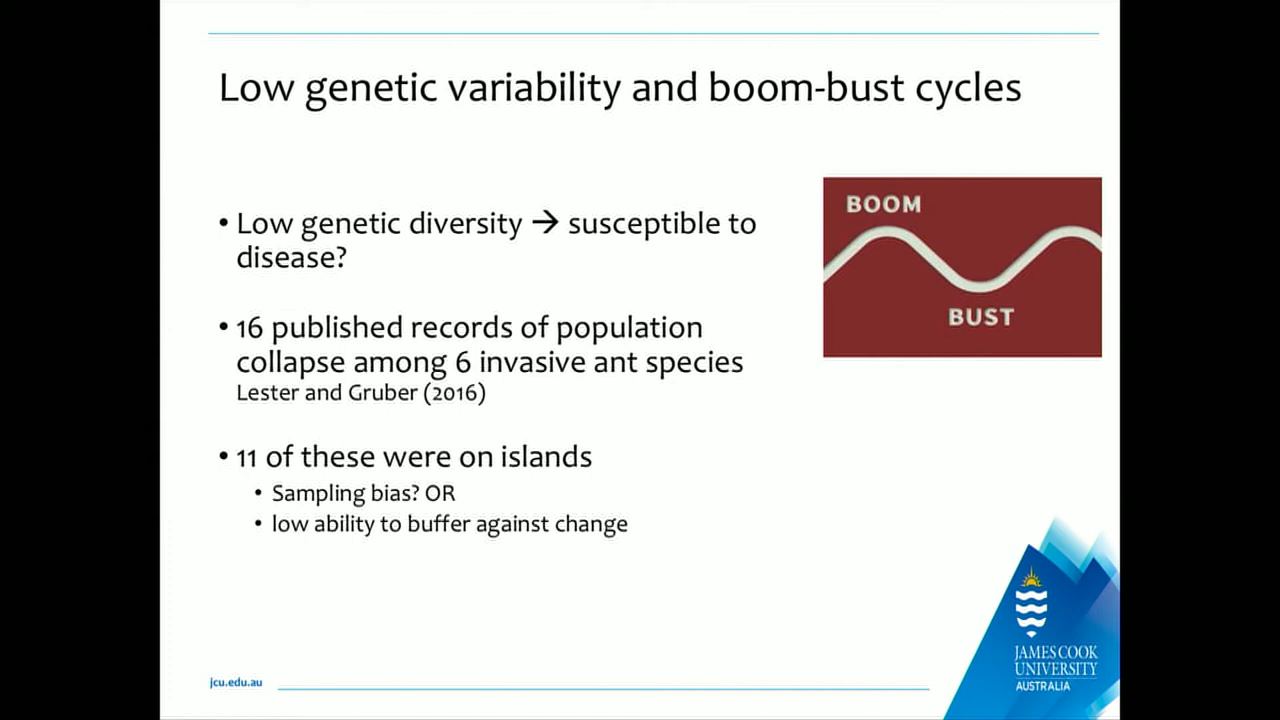 Low genetic variability and boom-bust cycles
• Low genetic diversity → susceptible to
disease?
• 16 published records of population
collapse among 6 invasive ant species
Lester and Gruber (2016)
• 11 of these were on islands
• Sampling bias? OR
• low ability to buffer against change
BOOM
BUST
jcu.edu.au
JAMES COOK
UNIVERSITY
AUSTRALIA